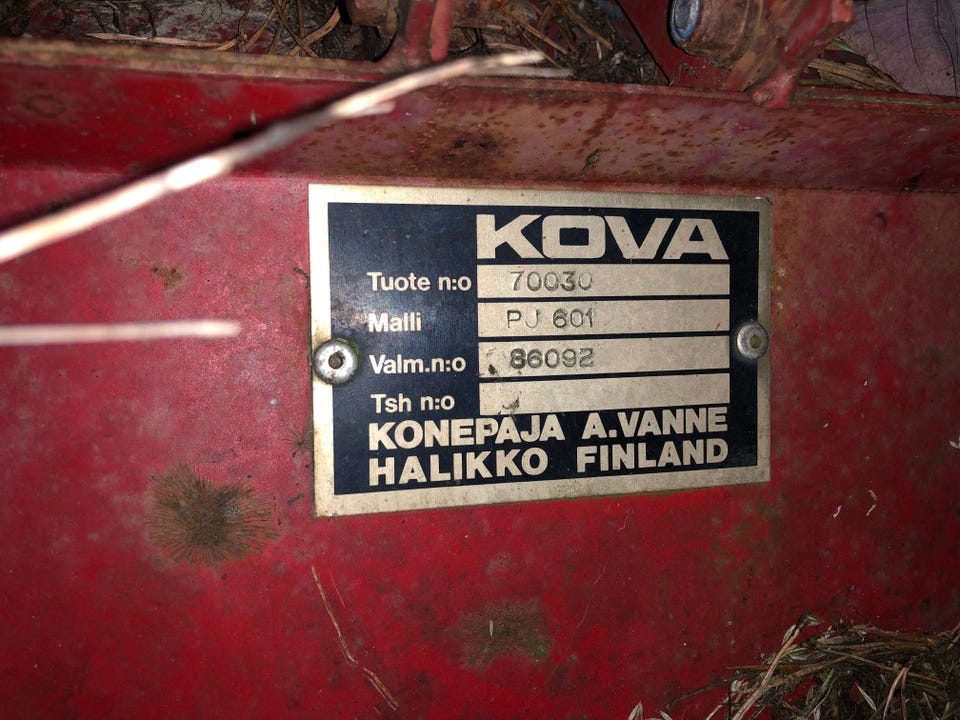 KOVA
Tuote n:o 70030
Malli PJ 601
Valm.n:o 86092
Tsh n:o
KONEPAJA A.VANNE
HALIKKO FINLAND